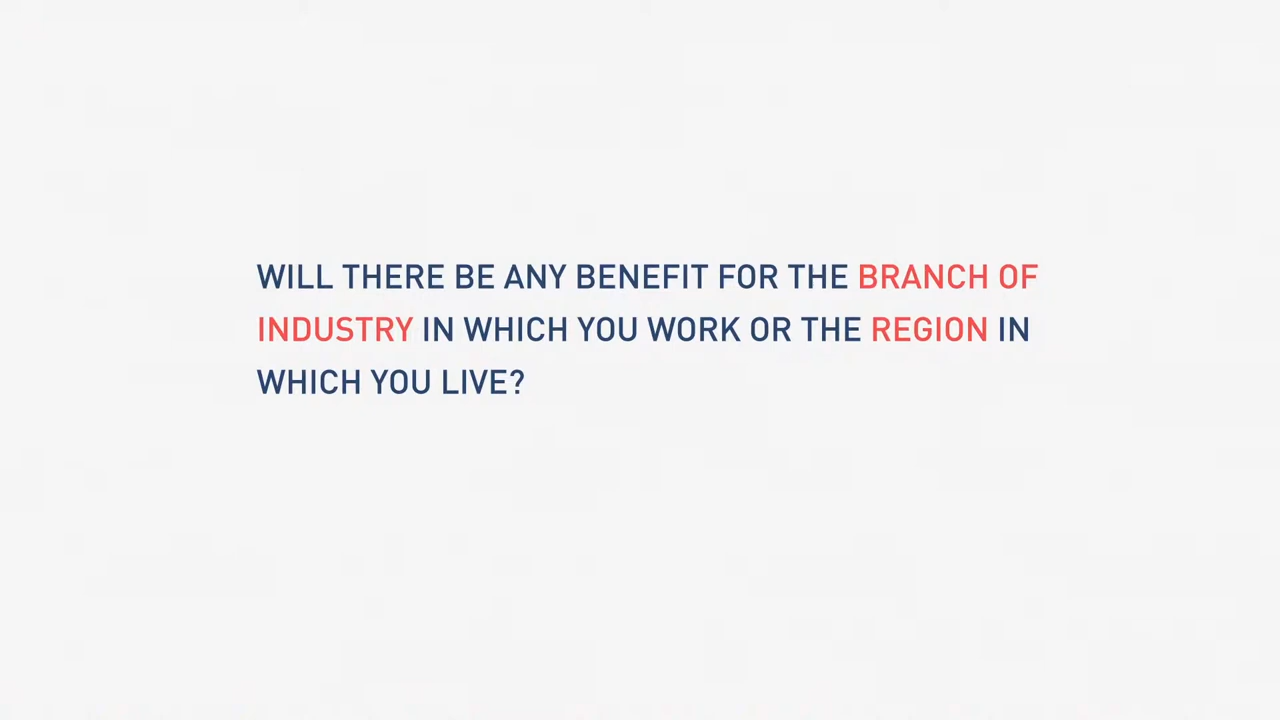 WILL THERE BE ANY BENEFIT FOR THE BRANCH OF
INDUSTRY IN WHICH YOU WORK OR THE REGION IN
WHICH YOU LIVE?